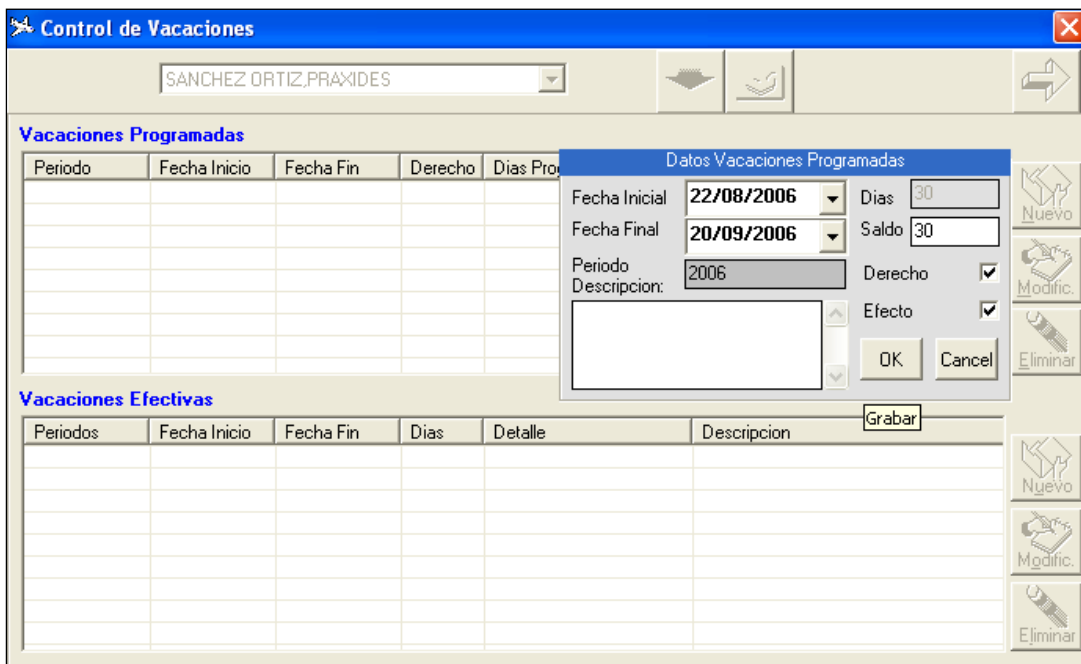 Control de Vacaciones
SANCHEZ ORTIZ,PRAXIDES
Vacaciones Programadas
Periodo Fecha Inicio Fecha Fin Derecho Dias Pro
Datos Vacaciones Programadas
Fecha Inicial 22/08/2006 Dias 30
Fecha Final 20/09/2006 Saldo 30
Periodo 2006 Derecho
Descripcion:
Efecto
OK Cancel
Nuevo
Modific.
Eliminar
Grabar
Vacaciones Efectivas
Periodos Fecha Inicio Fecha Fin Dias Detalle Descripcion
Nuevo
Modific.
Eliminar